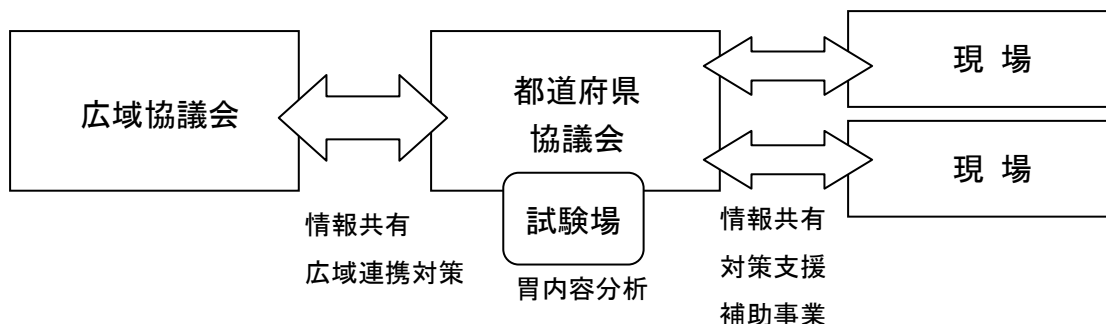 広域協議会
都道府県
協議会
現 場
現 場
試験場
情報共有
広域連携対策
胃内容分析
情報共有
対策支援
補助事業